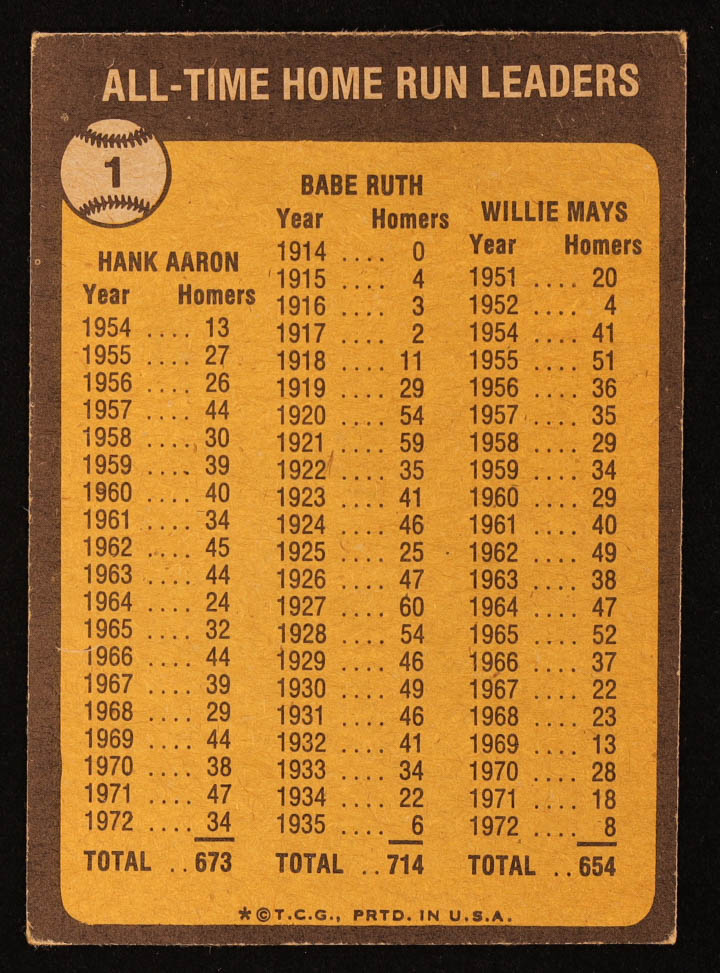 ALL-TIME HOME RUN LEADERS
1
HANK AARON
Year Homers
1954 .... 13
1955 .... 27
1956 .... 26
1957 .... 44
1958 .... 30
1959 .... 39
1960 .... 40
1961 .... 34
1962 .... 45
1963 .... 44
1964 .... 24
1965 .... 32
1966 .... 44
1967 .... 39
1968 .... 29
1969 .... 44
1970 .... 38
1971 .... 47
1972 .... 34
TOTAL .. 673
BABE RUTH
Year Homers
1914 .... 0
1915 .... 4
1916 .... 3
1917 .... 2
1918 .... 11
1919 .... 29
1920 .... 54
1921 .... 59
1922 .... 35
1923 .... 41
1924 .... 46
1925 .... 25
1926 .... 47
1927 .... 60
1928 .... 54
1929 .... 46
1930 .... 49
1931 .... 46
1932 .... 41
1933 .... 34
1934 .... 22
1935 .... 6
TOTAL .. 714
WILLIE MAYS
Year Homers
1951 .... 20
1952 .... 4
1954 .... 41
1955 .... 51
1956 .... 36
1957 .... 35
1958 .... 29
1959 .... 34
1960 .... 29
1961 .... 40
1962 .... 49
1963 .... 38
1964 .... 47
1965 .... 52
1966 .... 37
1967 .... 22
1968 .... 23
1969 .... 13
1970 .... 28
1971 .... 18
1972 .... 8
TOTAL .. 654
*©T.C.G., PRTD. IN U.S.A.